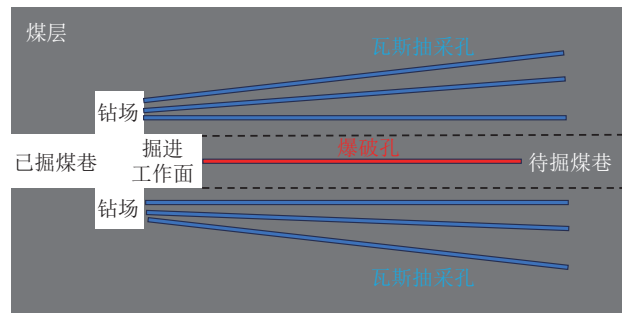 煤层
瓦斯抽采孔
钻场
已掘煤巷
掘进
工作面
爆破孔
待掘煤巷
钻场
瓦斯抽采孔